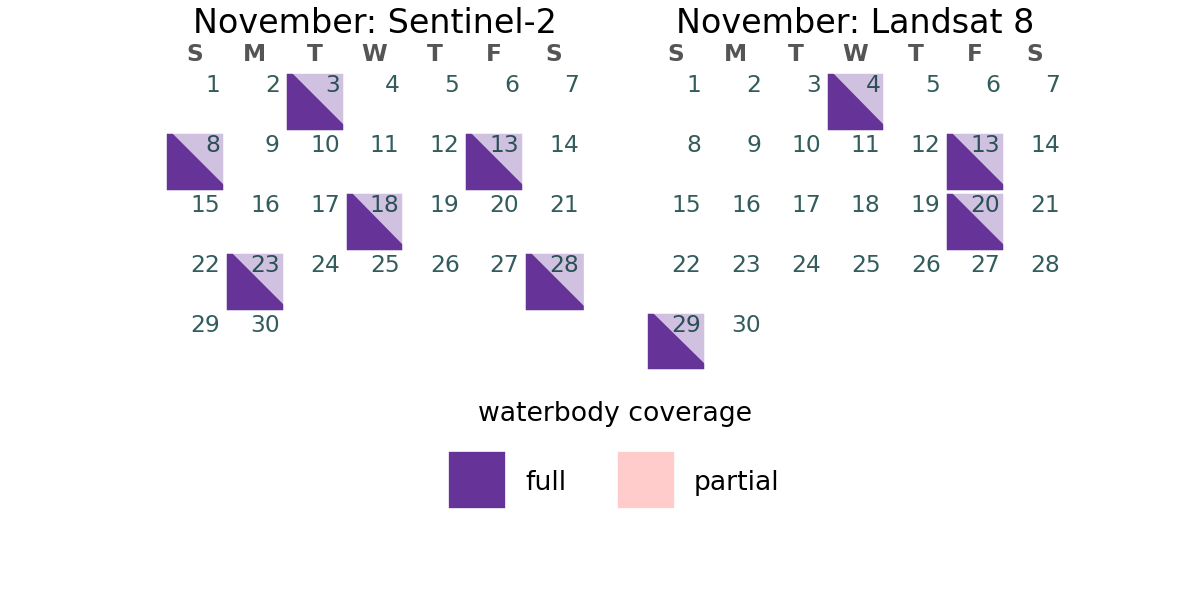 November: Sentinel-2
S M T W T F S
1 2 3 4 5 6 7
8 9 10 11 12 13 14
15 16 17 18 19 20 21
22 23 24 25 26 27 28
29 30
November: Landsat 8
S M T W T F S
1 2 3 4 5 6 7
8 9 10 11 12 13 14
15 16 17 18 19 20 21
22 23 24 25 26 27 28
29 30
waterbody coverage
full partial